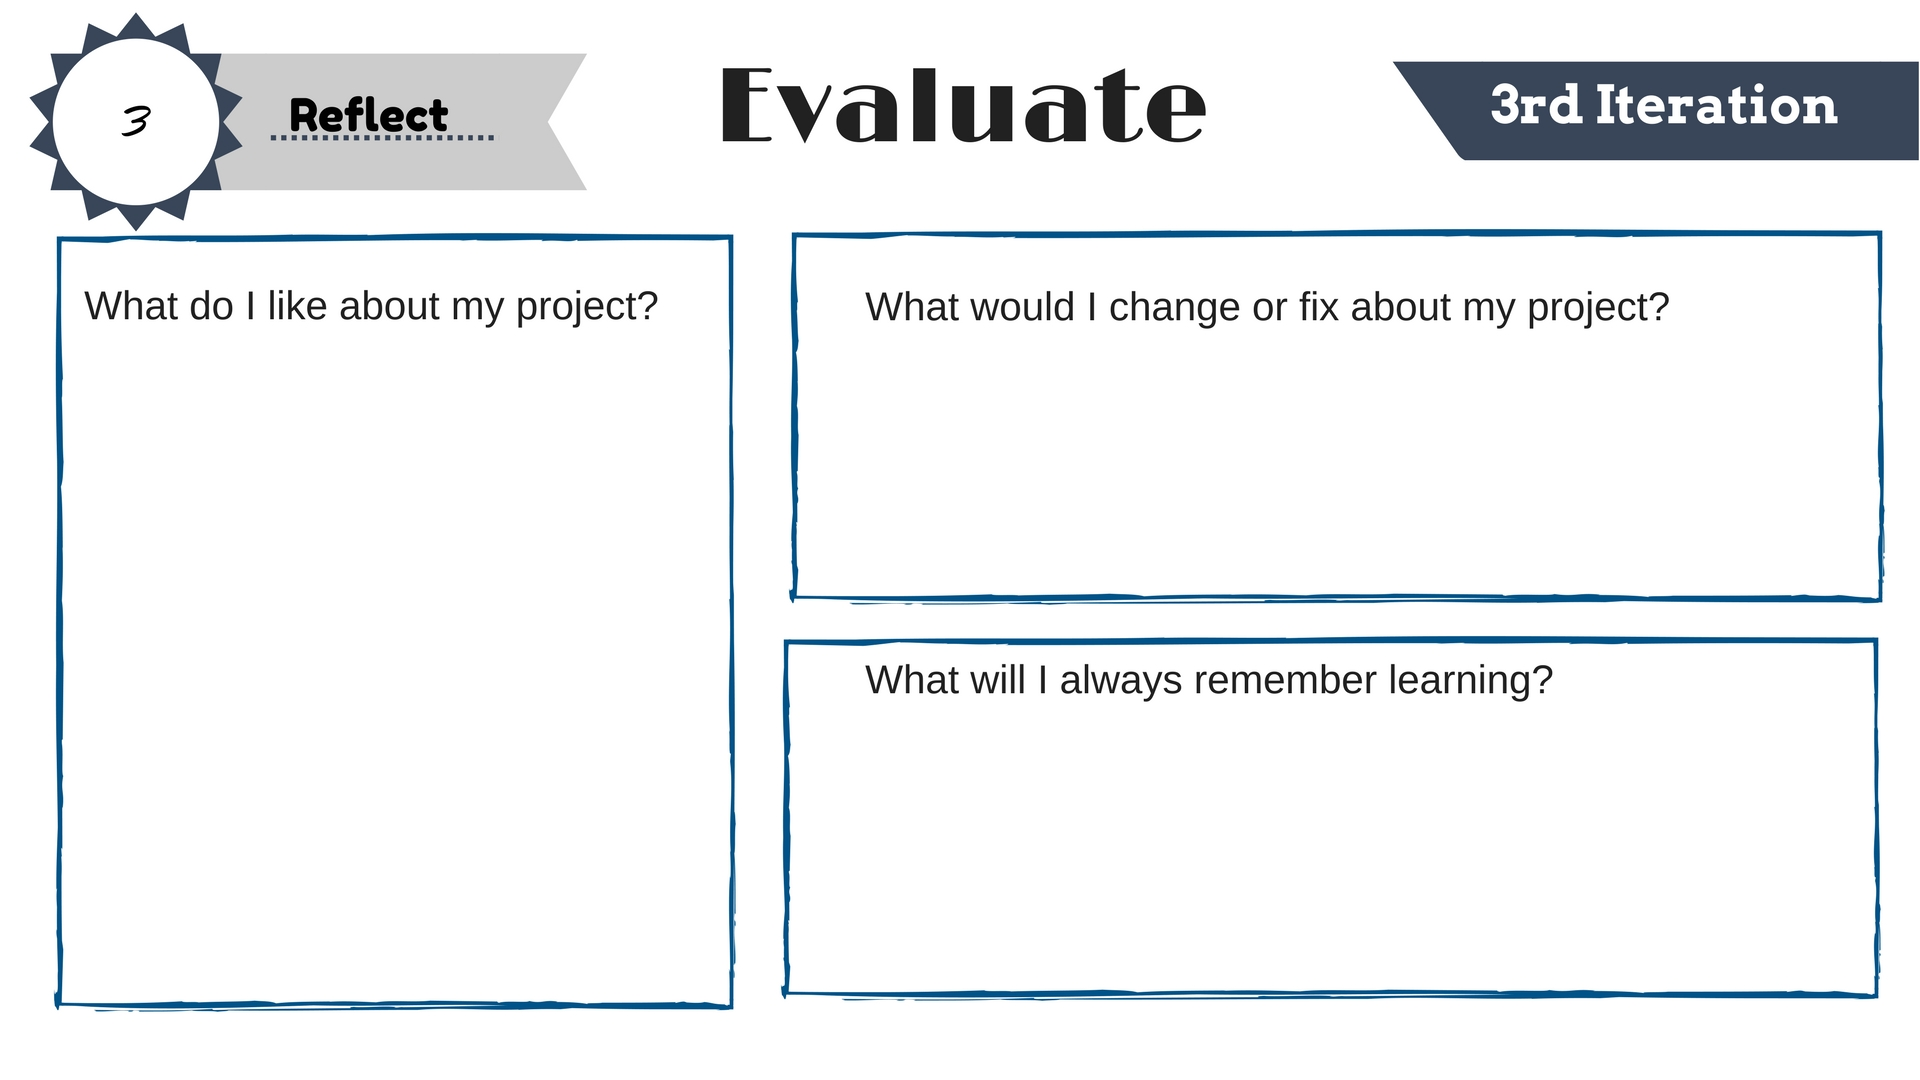 3
Reflect
Evaluate
3rd Iteration
What do I like about my project?
What would I change or fix about my project?
What will I always remember learning?